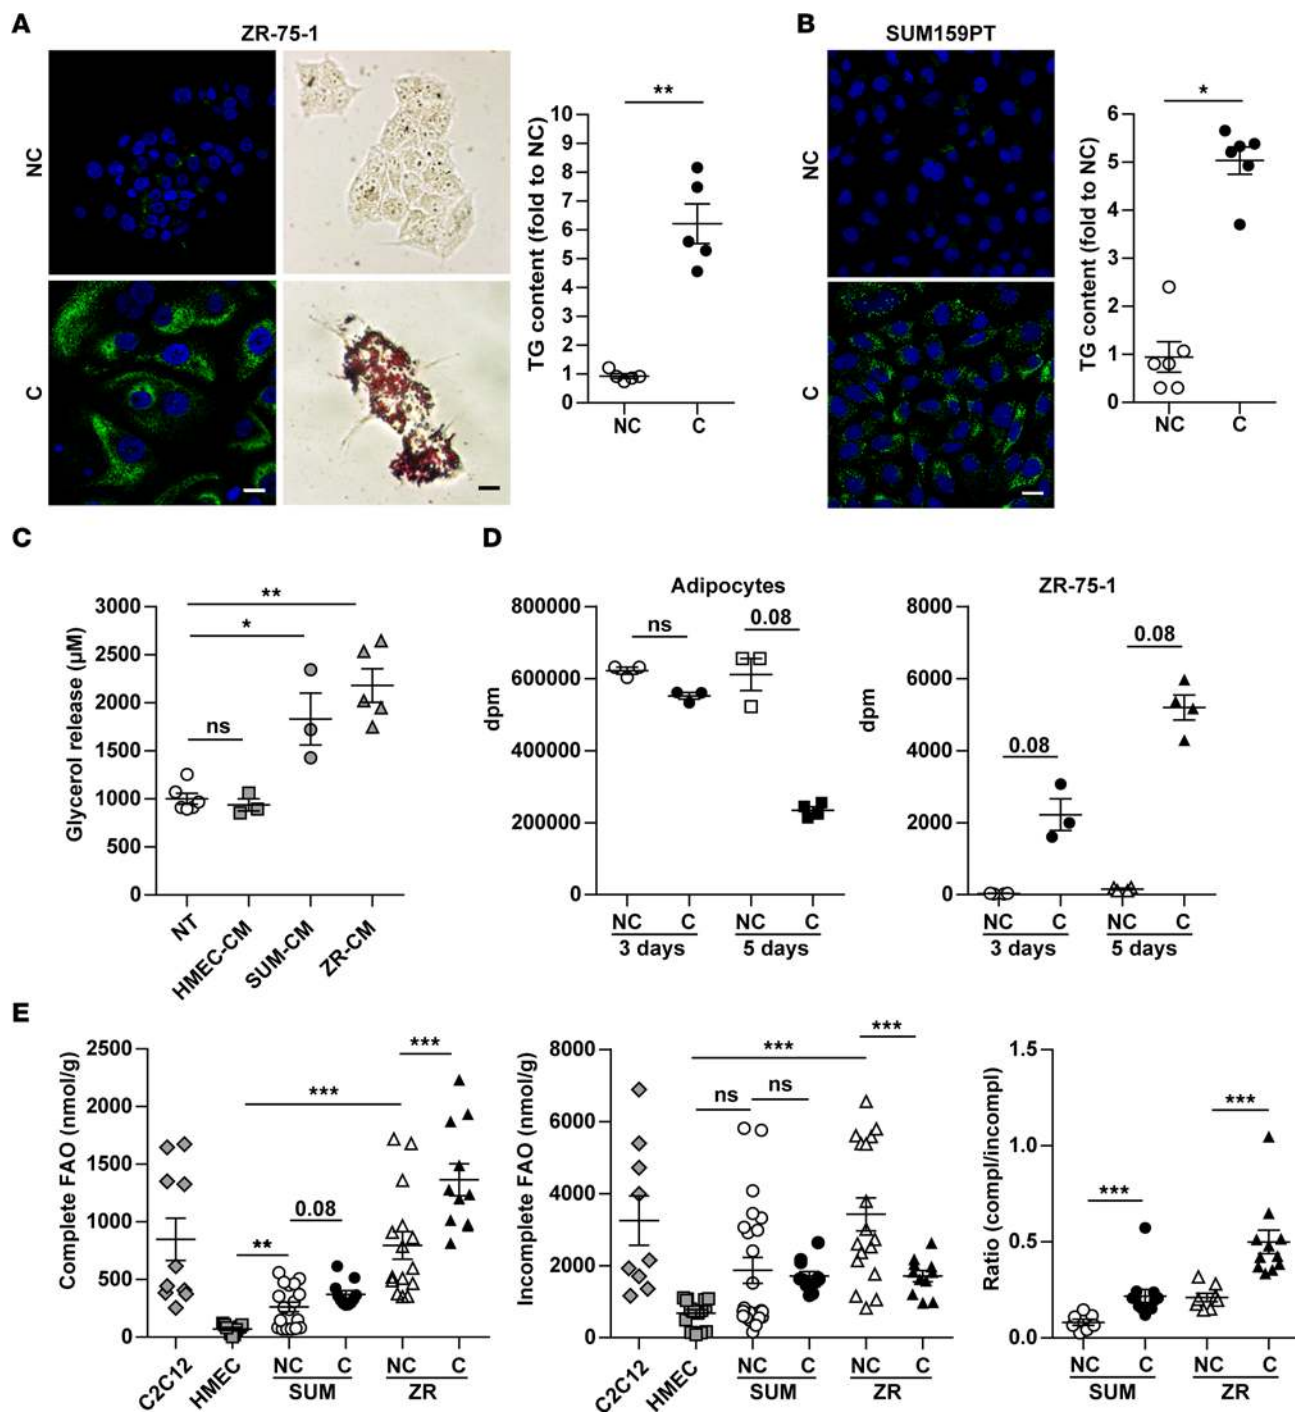 A
ZR-75-1
NC
C
**
TG content (fold to NC)
10
9
8
7
6
5
4
3
2
1
0
NC
C
B
SUM159PT
NC
C
*
TG content (fold to NC)
6
5
4
3
2
1
0
NC
C
C
Glycerol release (µM)
3000
2500
2000
1500
1000
500
0
**
*
ns
NT
HMEC-CM
SUM-CM
ZR-CM
D
Adipocytes
dpm
800000
600000
400000
200000
0
ns
0.08
NC C NC C
3 days 5 days
ZR-75-1
dpm
8000
6000
4000
2000
0
0.08
0.08
NC C NC C
3 days 5 days
E
Complete FAO (nmol/g)
2500
2000
1500
1000
500
0
***
***
0.08
**
C2C12
HMEC
NC C NC C
SUM ZR
Incomplete FAO (nmol/g)
8000
6000
4000
2000
0
***
***
ns
ns
C2C12
HMEC
NC C NC C
SUM ZR
Ratio (compl/incompl)
1.5
1.0
0.5
0.0
***
***
NC C NC C
SUM ZR